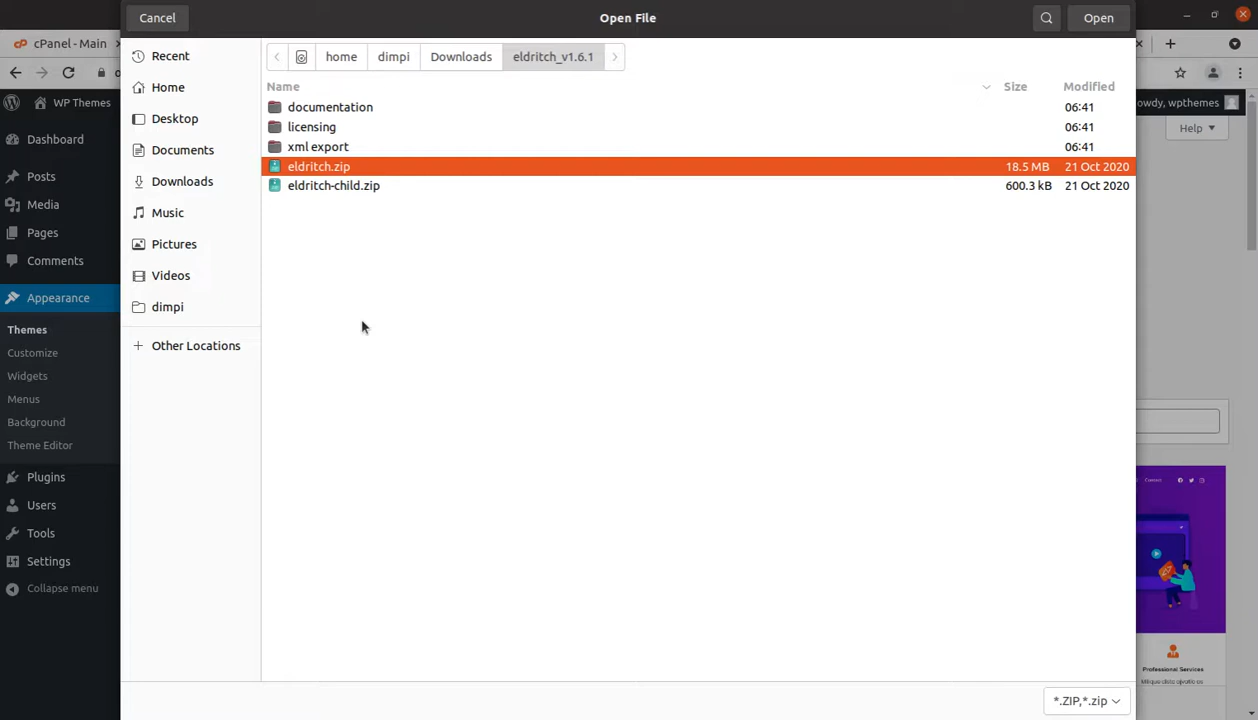 Cancel
Open File
Open
cPanel - Main
Recent
home
dimpi
Downloads
eldritch_v1.6.1
WP Themes
owdy, wpthemes
Home
Name
Size
Modified
documentation
06:41
licensing
06:41
xml export
06:41
eldritch.zip
18.5 MB
21 Oct 2020
eldritch-child.zip
600.3 kB
21 Oct 2020
Desktop
Documents
Downloads
Music
Pictures
Videos
dimpi
Other Locations
Help
Dashboard
Posts
Media
Pages
Comments
Appearance
Themes
Customize
Widgets
Menus
Background
Theme Editor
Plugins
Users
Tools
Settings
Collapse menu
Contact
Professional Services
*.ZIP,*.zip